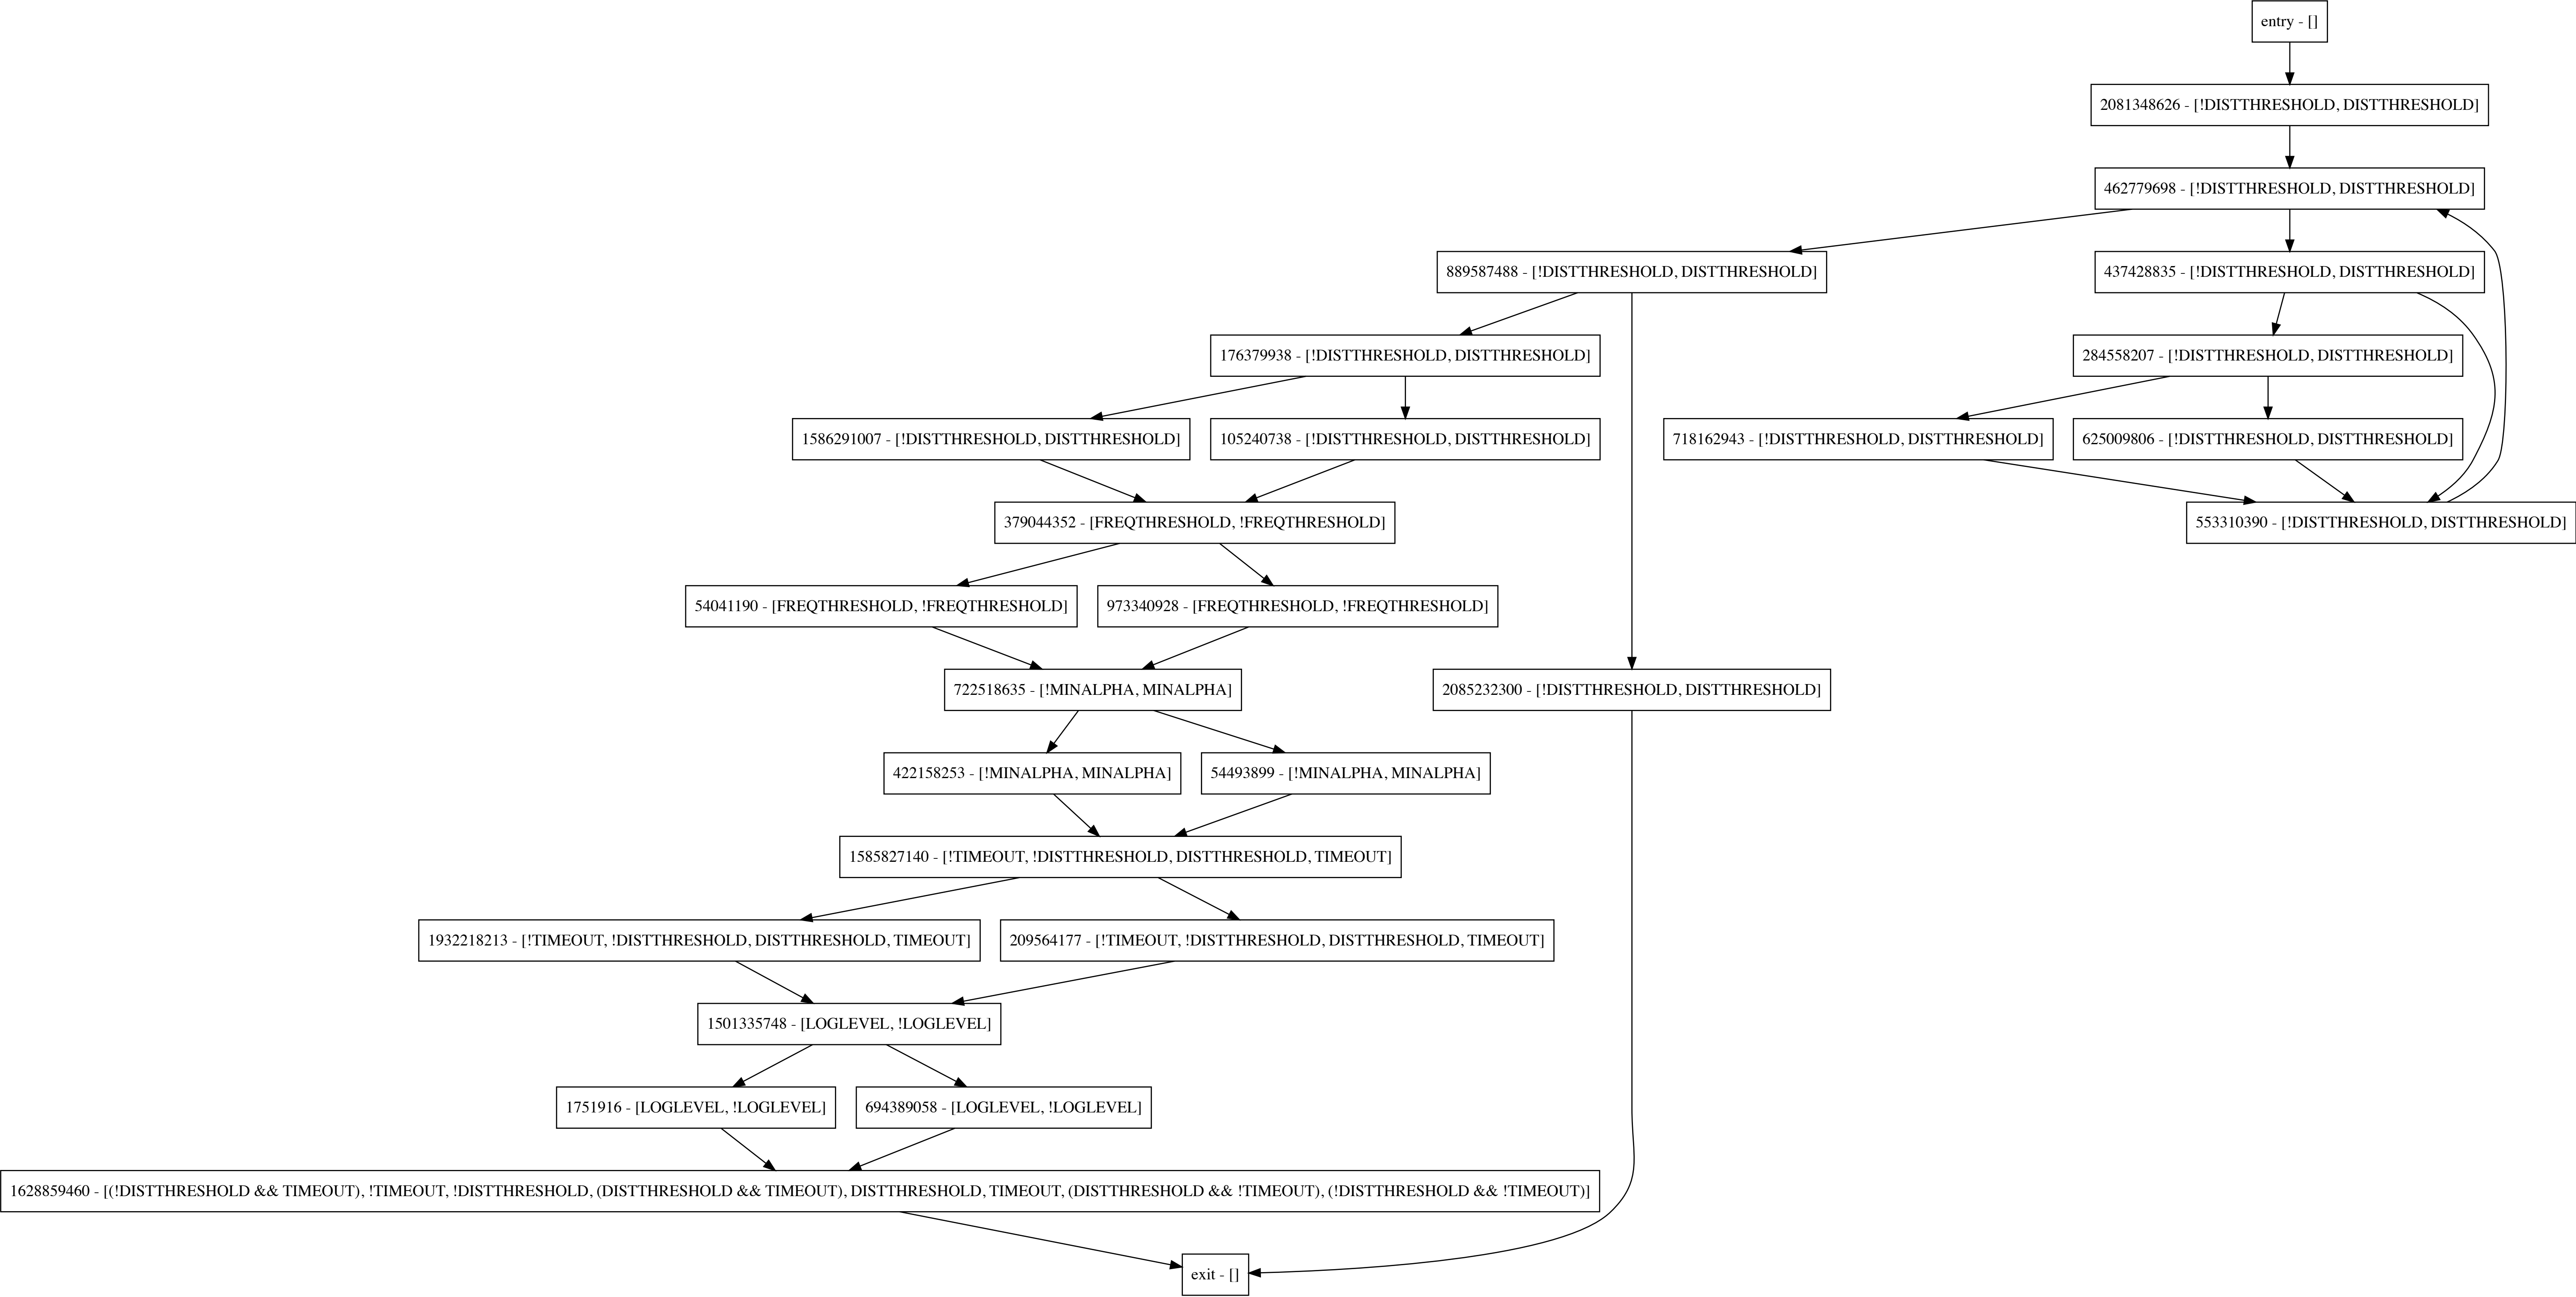 entry - []
2081348626 - [!DISTTHRESHOLD, DISTTHRESHOLD]
462779698 - [!DISTTHRESHOLD, DISTTHRESHOLD]
889587488 - [!DISTTHRESHOLD, DISTTHRESHOLD]
437428835 - [!DISTTHRESHOLD, DISTTHRESHOLD]
176379938 - [!DISTTHRESHOLD, DISTTHRESHOLD]
284558207 - [!DISTTHRESHOLD, DISTTHRESHOLD]
1586291007 - [!DISTTHRESHOLD, DISTTHRESHOLD]
105240738 - [!DISTTHRESHOLD, DISTTHRESHOLD]
718162943 - [!DISTTHRESHOLD, DISTTHRESHOLD]
625009806 - [!DISTTHRESHOLD, DISTTHRESHOLD]
379044352 - [FREQTHRESHOLD, !FREQTHRESHOLD]
553310390 - [!DISTTHRESHOLD, DISTTHRESHOLD]
54041190 - [FREQTHRESHOLD, !FREQTHRESHOLD]
973340928 - [FREQTHRESHOLD, !FREQTHRESHOLD]
722518635 - [!MINALPHA, MINALPHA]
2085232300 - [!DISTTHRESHOLD, DISTTHRESHOLD]
422158253 - [!MINALPHA, MINALPHA]
54493899 - [!MINALPHA, MINALPHA]
1585827140 - [!TIMEOUT, !DISTTHRESHOLD, DISTTHRESHOLD, TIMEOUT]
1932218213 - [!TIMEOUT, !DISTTHRESHOLD, DISTTHRESHOLD, TIMEOUT]
209564177 - [!TIMEOUT, !DISTTHRESHOLD, DISTTHRESHOLD, TIMEOUT]
1501335748 - [LOGLEVEL, !LOGLEVEL]
1751916 - [LOGLEVEL, !LOGLEVEL]
694389058 - [LOGLEVEL, !LOGLEVEL]
1628859460 - [(!DISTTHRESHOLD && TIMEOUT), !TIMEOUT, !DISTTHRESHOLD, (DISTTHRESHOLD && TIMEOUT), DISTTHRESHOLD, TIMEOUT, (DISTTHRESHOLD && !TIMEOUT), (!DISTTHRESHOLD && !TIMEOUT)]
exit - []